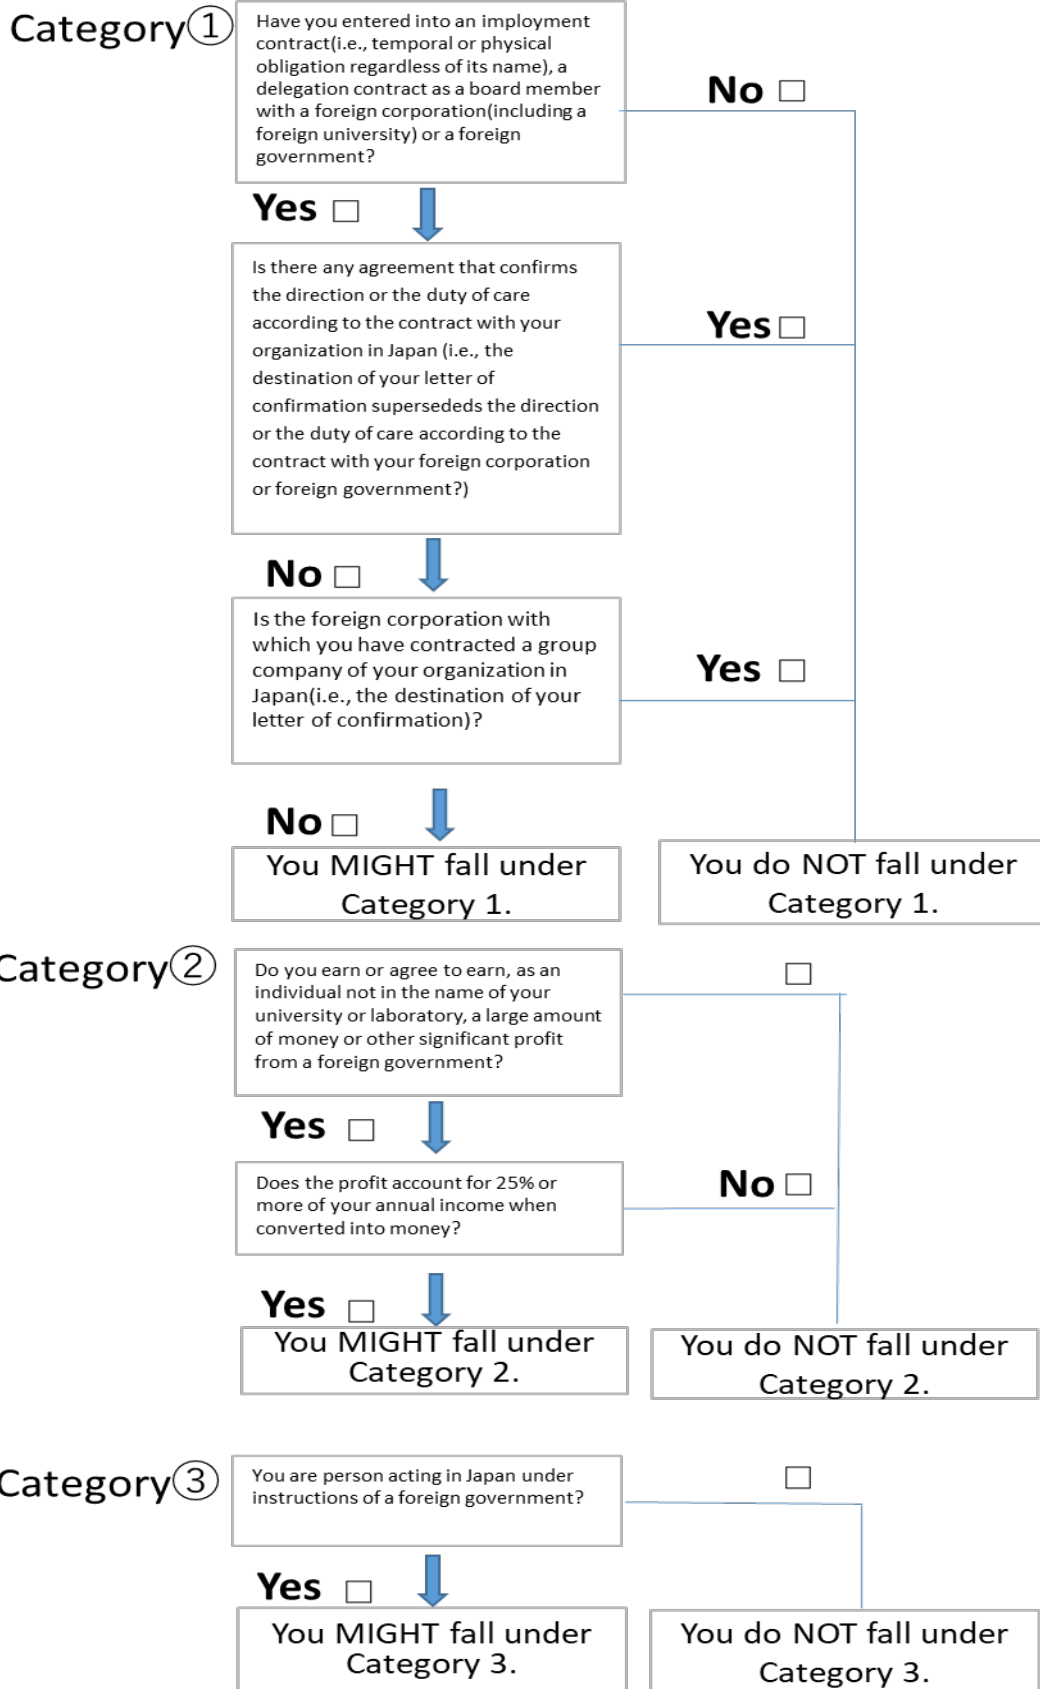 Category①
Have you entered into an imployment
contract(i.e., temporal or physical
obligation regardless of its name), a
delegation contract as a board member
with a foreign corporation(including a
foreign university) or a foreign
government?
No □
Yes □
Is there any agreement that confirms
the direction or the duty of care
according to the contract with your
organization in Japan (i.e., the
destination of your letter of
confirmation supersededs the direction
or the duty of care according to the
contract with your foreign corporation
or foreign government?)
Yes □
No □
Is the foreign corporation with
which you have contracted a group
company of your organization in
Japan(i.e., the destination of your
letter of confirmation)?
Yes □
No □
You MIGHT fall under
Category 1.
You do NOT fall under
Category 1.
Category②
Do you earn or agree to earn, as an
individual not in the name of your
university or laboratory, a large amount
of money or other significant profit
from a foreign government?
□
Yes □
Does the profit account for 25% or
more of your annual income when
converted into money?
No □
Yes □
You MIGHT fall under
Category 2.
You do NOT fall under
Category 2.
Category③
You are person acting in Japan under
instructions of a foreign government?
□
Yes □
You MIGHT fall under
Category 3.
You do NOT fall under
Category 3.